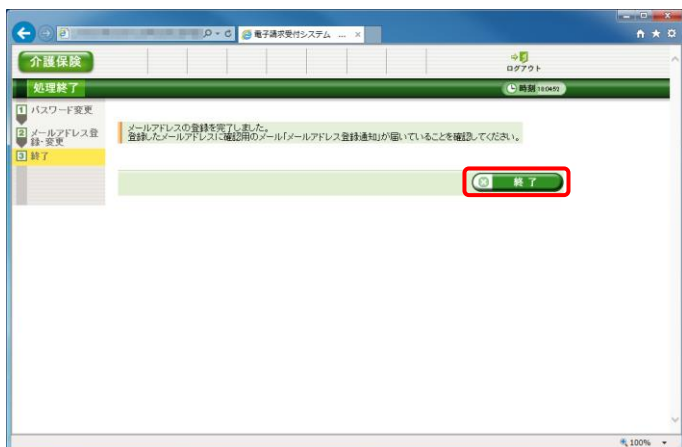 電子請求受付システム ... ×
介護保険
ログアウト
処理終了
時刻 18:04:52
1 パスワード変更
2 メールアドレス登
録・変更
3 終了
メールアドレスの登録を完了しました。
登録したメールアドレスに確認用のメール「メールアドレス登録通知」が届いていることを確認してください。
終了
100%